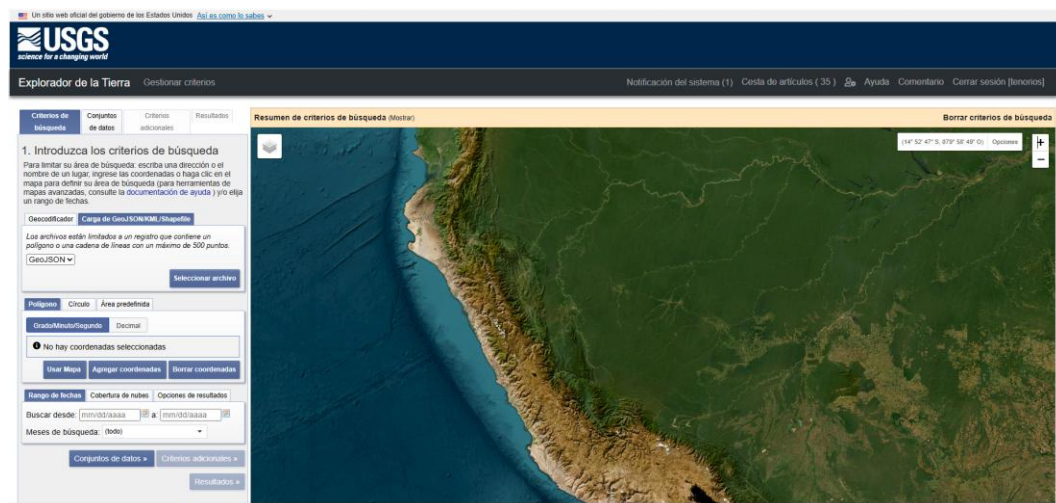 Un sitio web oficial del gobierno de los Estados Unidos Así es como lo sabes
USGS
science for a changing world
Explorador de la Tierra Gestionar criterios Notificación del sistema (1) Cesta de artículos ( 35 ) Ayuda Comentario Cerrar sesión [tenorios]
Criterios de búsqueda Conjuntos de datos Criterios adicionales Resultados
Resumen de criterios de búsqueda (Mostrar) Borrar criterios de búsqueda
(14° 52' 47" S, 079° 58' 49" O) Opciones
+
−
1. Introduzca los criterios de búsqueda
Para limitar su área de búsqueda: escriba una dirección o el
nombre de un lugar, ingrese las coordenadas o haga clic en el
mapa para definir su área de búsqueda (para herramientas de
mapas avanzadas, consulte la documentación de ayuda ) y/o elija
un rango de fechas.
Geocodificador Carga de GeoJSON/KML/Shapefile
Los archivos están limitados a un registro que contiene un
polígono o una cadena de líneas con un máximo de 500 puntos.
GeoJSON
Seleccionar archivo
Polígono Círculo Área predefinida
Grado/Minuto/Segundo Decimal
No hay coordenadas seleccionadas
Usar Mapa Agregar coordenadas Borrar coordenadas
Rango de fechas Cobertura de nubes Opciones de resultados
Buscar desde: mm/dd/aaaa a: mm/dd/aaaa
Meses de búsqueda: (todo)
Conjuntos de datos » Criterios adicionales »
Resultados »